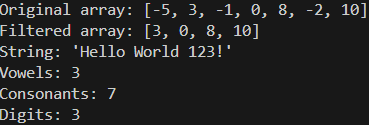 Original array: [-5, 3, -1, 0, 8, -2, 10]
Filtered array: [3, 0, 8, 10]
String: 'Hello World 123!'
Vowels: 3
Consonants: 7
Digits: 3